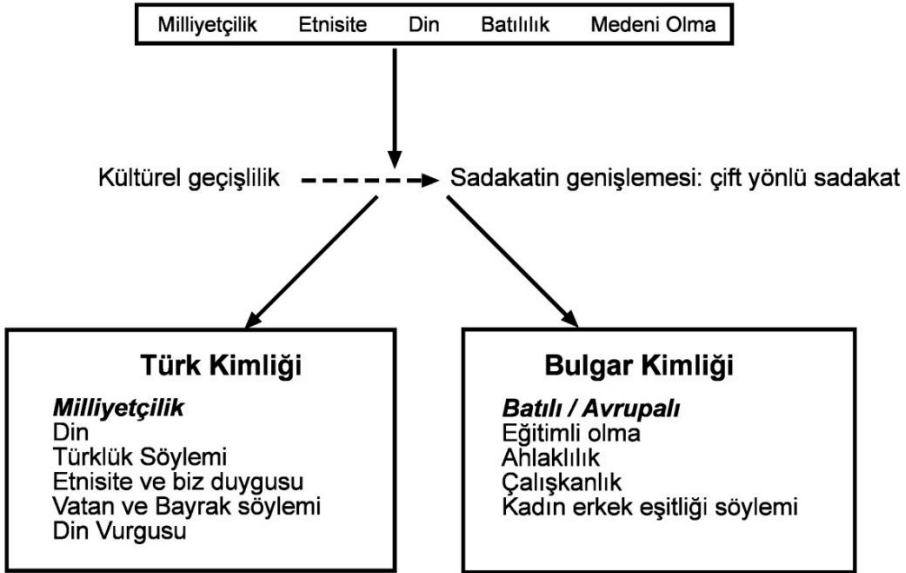 Milliyetçilik Etnisite Din Batılılık Medeni Olma
Kültürel geçişlilik Sadakatin genişlemesi: çift yönlü sadakat
Türk Kimliği
Milliyetçilik
Din
Türklük Söylemi
Etnisite ve biz duygusu
Vatan ve Bayrak söylemi
Din Vurgusu
Bulgar Kimliği
Batılı / Avrupalı
Eğitimli olma
Ahlaklılık
Çalışkanlık
Kadın erkek eşitliği söylemi